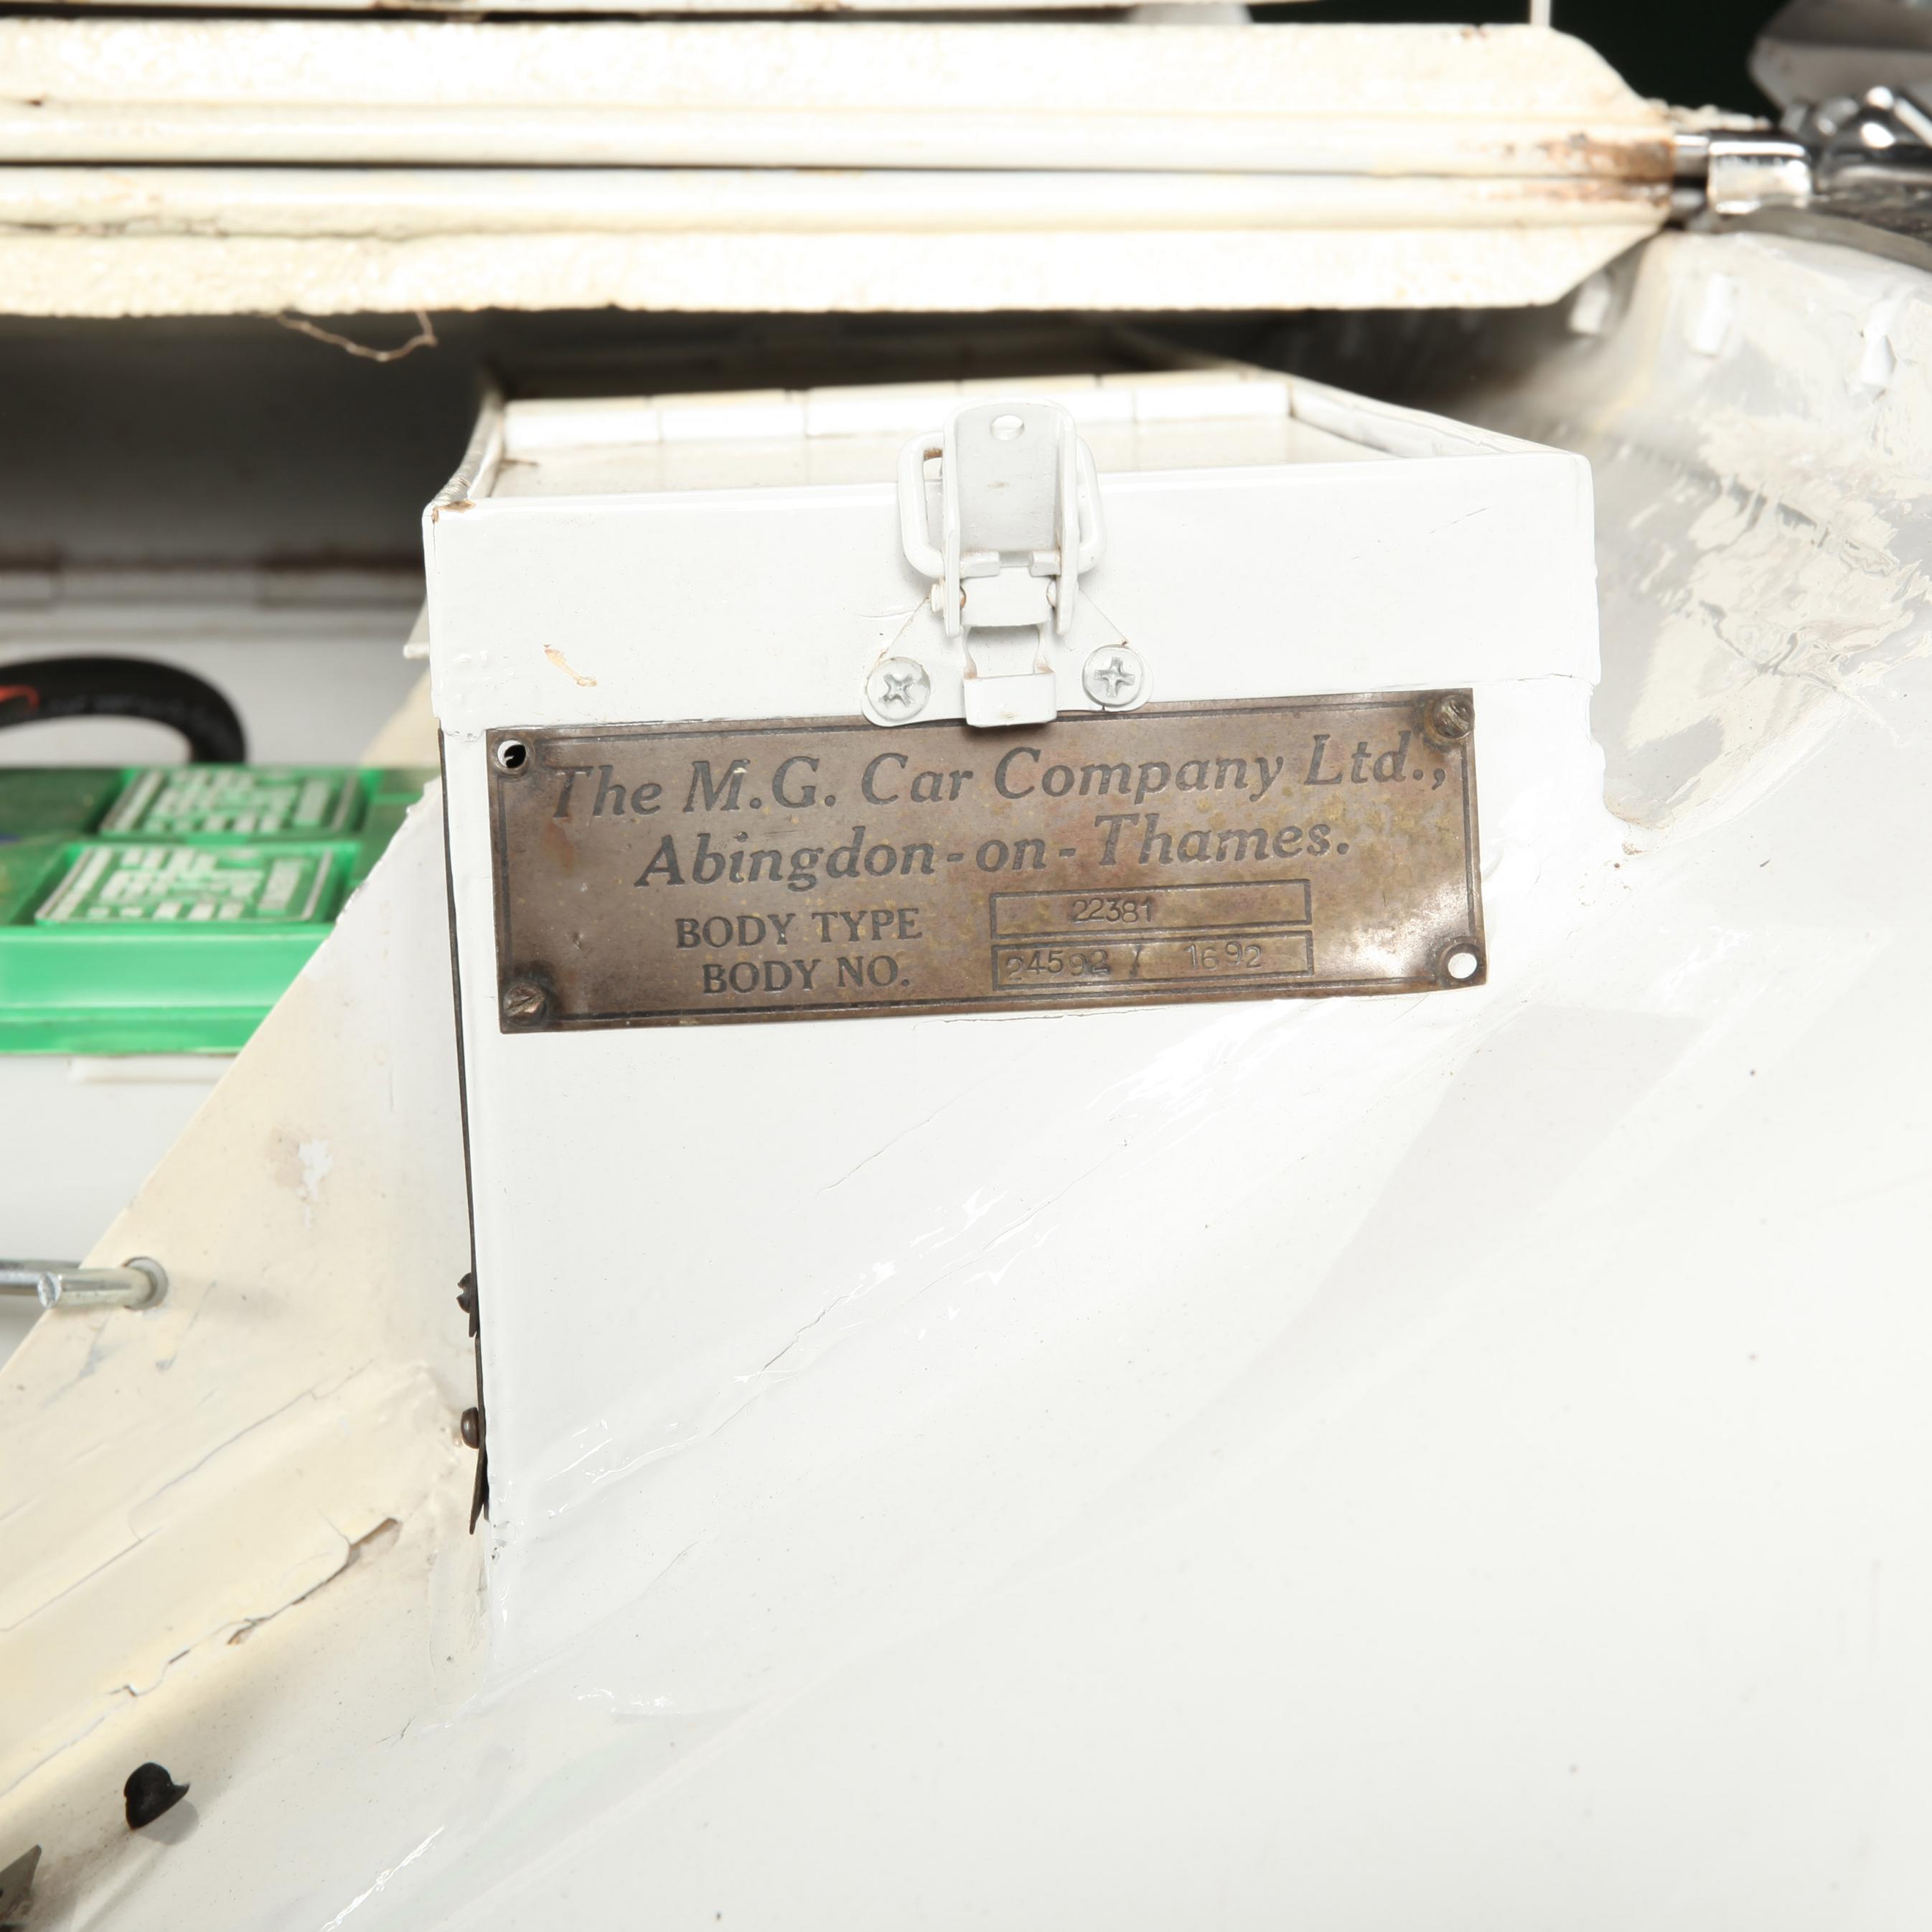 The M.G. Car Company Ltd.,
Abingdon-on-Thames.
BODY TYPE 22381
BODY NO. 24592 / 1692